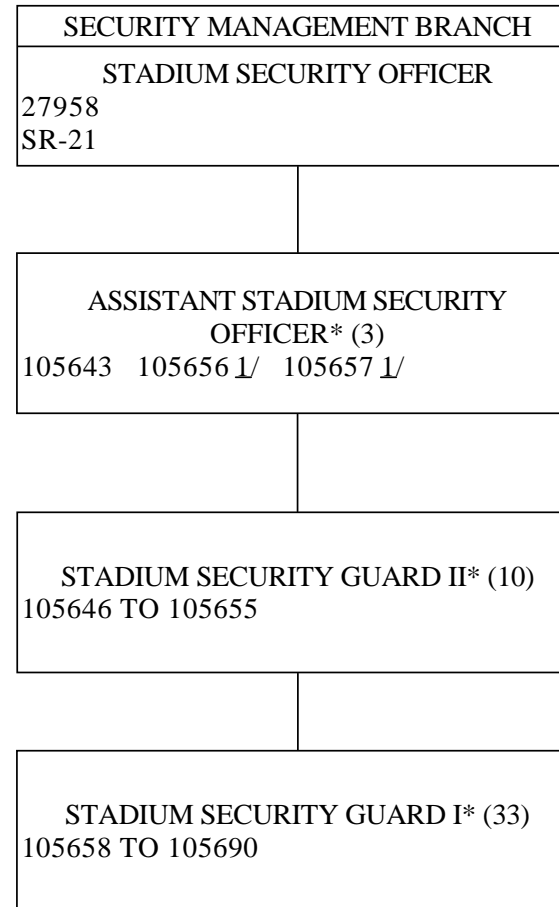 SECURITY MANAGEMENT BRANCH
STADIUM SECURITY OFFICER
27958
SR-21
ASSISTANT STADIUM SECURITY
OFFICER* (3)
105643 105656 1/ 105657 1/
STADIUM SECURITY GUARD II* (10)
105646 TO 105655
STADIUM SECURITY GUARD I* (33)
105658 TO 105690